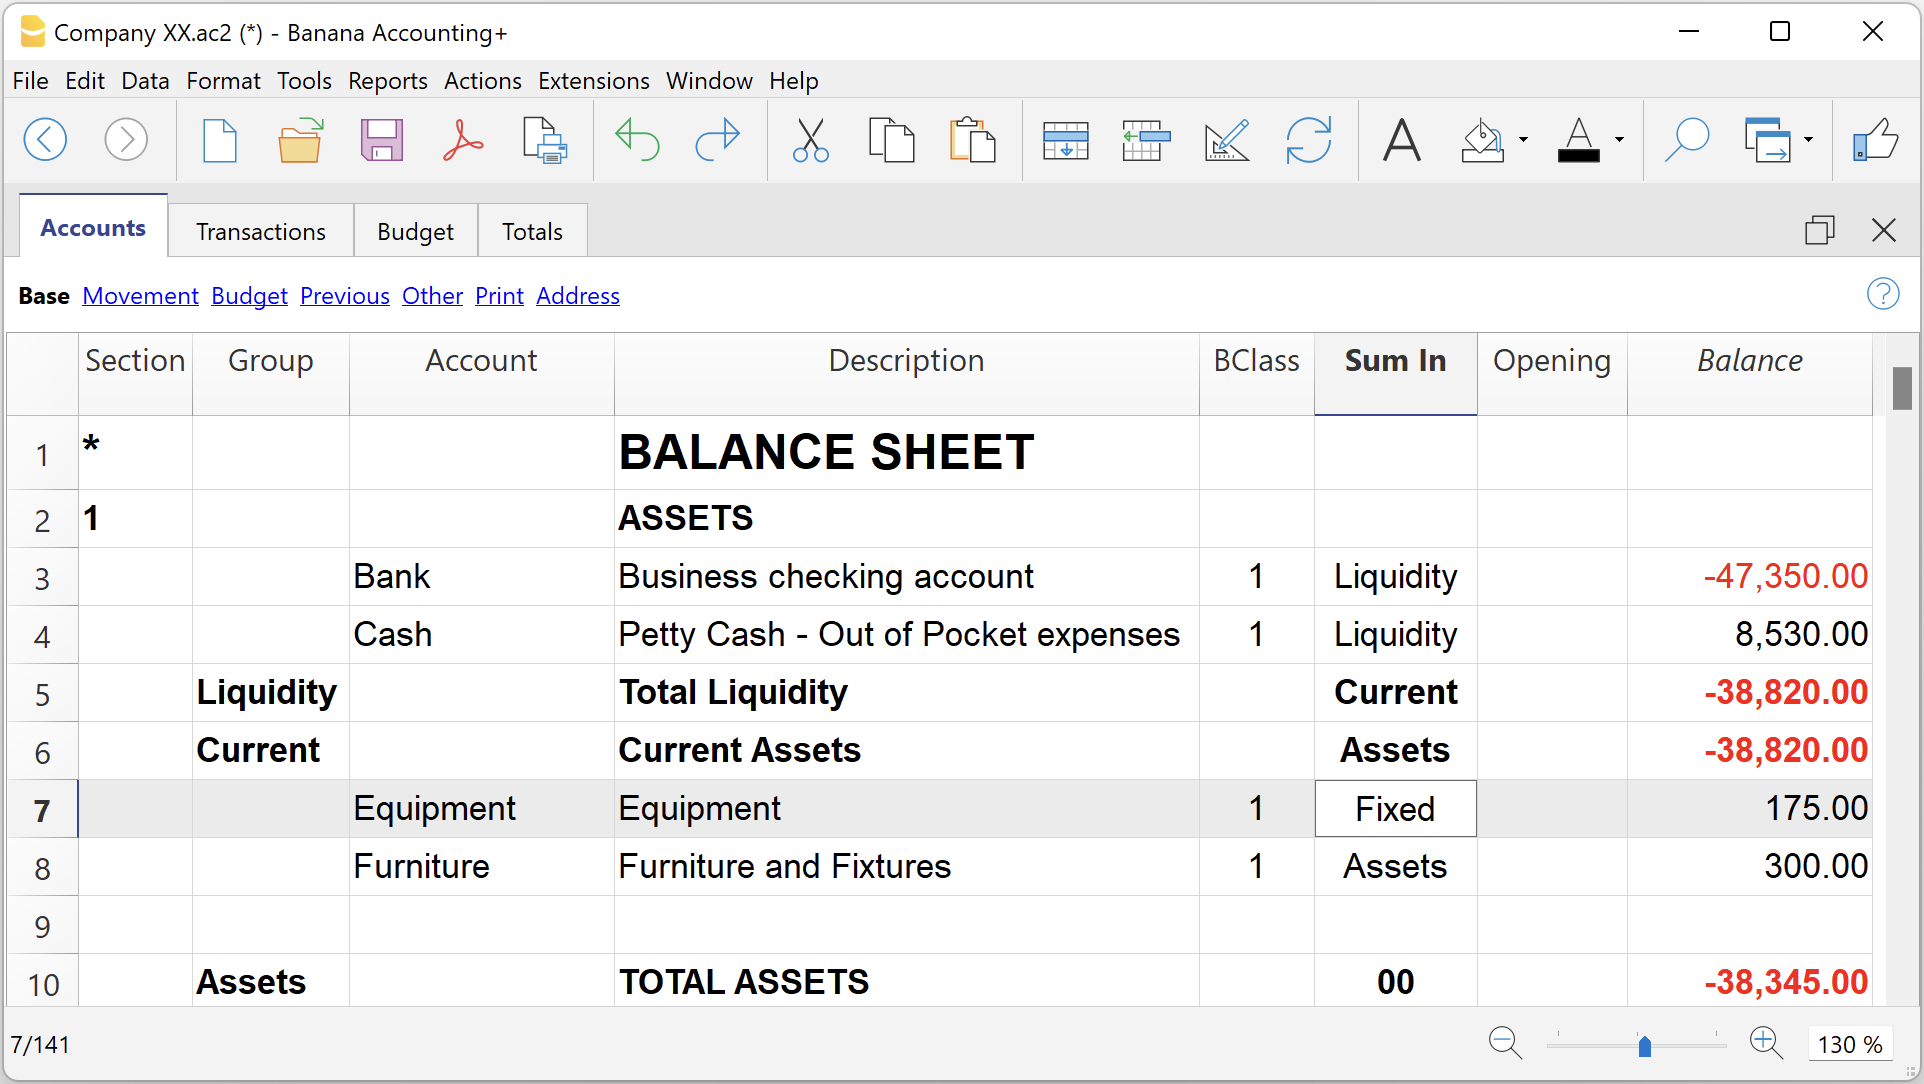 Company XX.ac2 (*) - Banana Accounting+
File Edit Data Format Tools Reports Actions Extensions Window Help
Accounts Transactions Budget Totals
Base Movement Budget Previous Other Print Address
Section Group Account Description BClass Sum In Opening Balance
1 * BALANCE SHEET
2 1 ASSETS
3 Bank Business checking account 1 Liquidity -47,350.00
4 Cash Petty Cash - Out of Pocket expenses 1 Liquidity 8,530.00
5 Liquidity Total Liquidity Current -38,820.00
6 Current Current Assets Assets -38,820.00
7 Equipment Equipment 1 Fixed 175.00
8 Furniture Furniture and Fixtures 1 Assets 300.00
9
10 Assets TOTAL ASSETS 00 -38,345.00
7/141 130 %